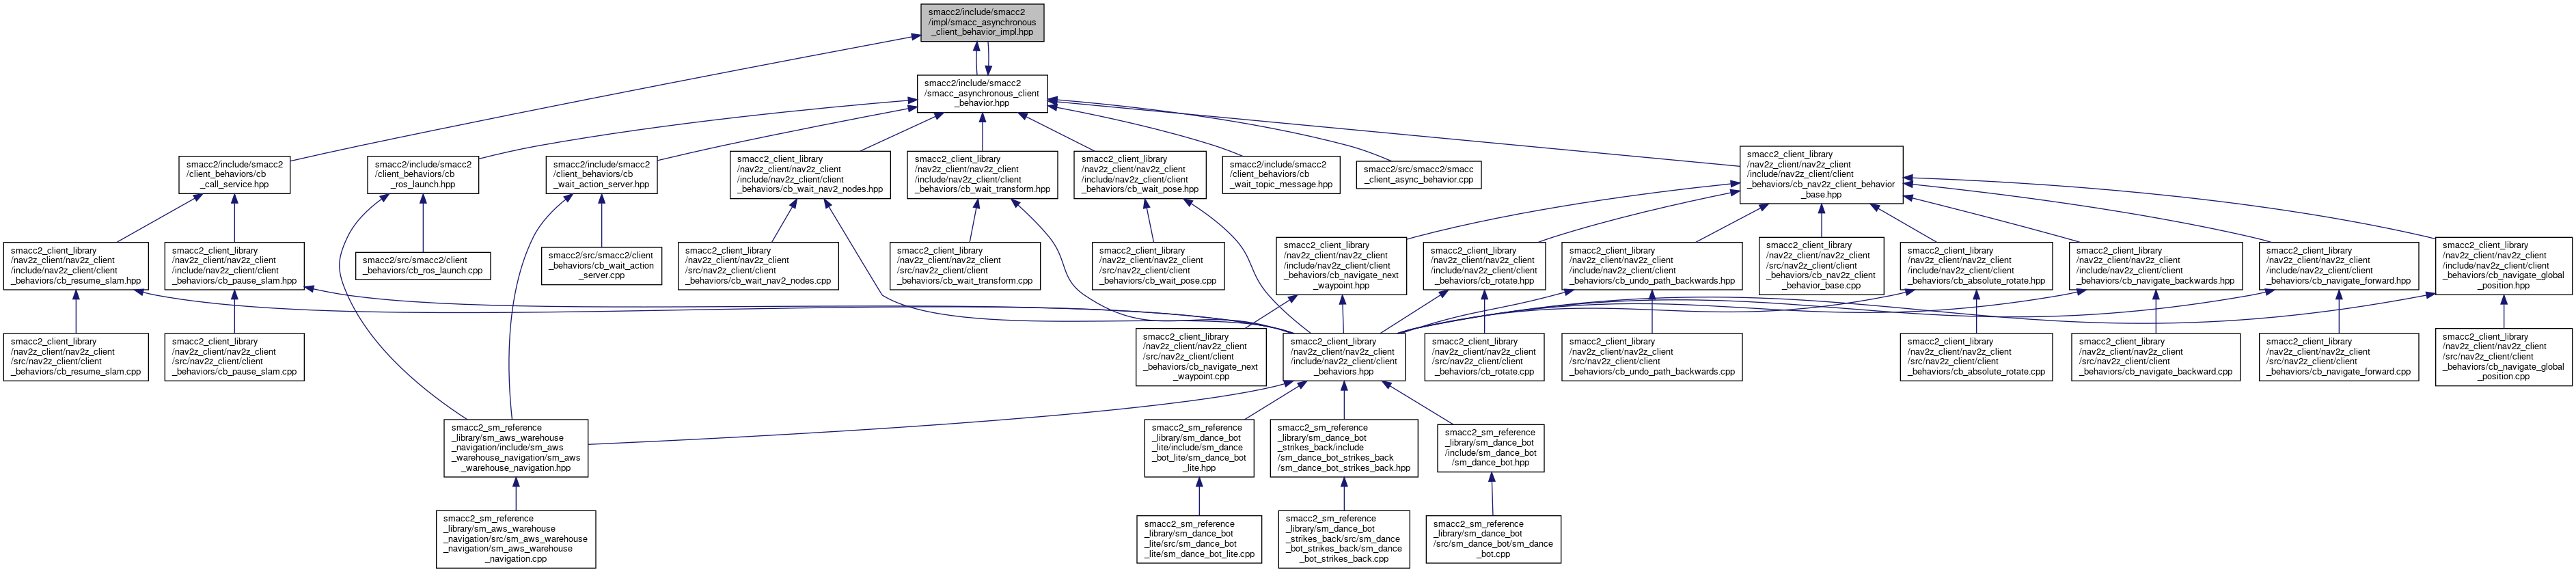 smacc2/include/smacc2
/impl/smacc_asynchronous
_client_behavior_impl.hpp
smacc2/include/smacc2
/smacc_asynchronous_client
_behavior.hpp
smacc2/include/smacc2
/client_behaviors/cb
_call_service.hpp
smacc2/include/smacc2
/client_behaviors/cb
_ros_launch.hpp
smacc2/include/smacc2
/client_behaviors/cb
_wait_action_server.hpp
smacc2_client_library
/nav2z_client/nav2z_client
/include/nav2z_client/client
_behaviors/cb_wait_nav2_nodes.hpp
smacc2_client_library
/nav2z_client/nav2z_client
/include/nav2z_client/client
_behaviors/cb_wait_transform.hpp
smacc2_client_library
/nav2z_client/nav2z_client
/include/nav2z_client/client
_behaviors/cb_wait_pose.hpp
smacc2/include/smacc2
/client_behaviors/cb
_wait_topic_message.hpp
smacc2/src/smacc2/smacc
_client_async_behavior.cpp
smacc2_client_library
/nav2z_client/nav2z_client
/include/nav2z_client/client
_behaviors/cb_nav2z_client_behavior
_base.hpp
smacc2_client_library
/nav2z_client/nav2z_client
/include/nav2z_client/client
_behaviors/cb_resume_slam.hpp
smacc2_client_library
/nav2z_client/nav2z_client
/include/nav2z_client/client
_behaviors/cb_pause_slam.hpp
smacc2/src/smacc2/client
_behaviors/cb_ros_launch.cpp
smacc2/src/smacc2/client
_behaviors/cb_wait_action
_server.cpp
smacc2_client_library
/nav2z_client/nav2z_client
/src/nav2z_client/client
_behaviors/cb_wait_nav2_nodes.cpp
smacc2_client_library
/nav2z_client/nav2z_client
/src/nav2z_client/client
_behaviors/cb_wait_transform.cpp
smacc2_client_library
/nav2z_client/nav2z_client
/src/nav2z_client/client
_behaviors/cb_wait_pose.cpp
smacc2_client_library
/nav2z_client/nav2z_client
/include/nav2z_client/client
_behaviors/cb_navigate_next
_waypoint.hpp
smacc2_client_library
/nav2z_client/nav2z_client
/include/nav2z_client/client
_behaviors/cb_rotate.hpp
smacc2_client_library
/nav2z_client/nav2z_client
/include/nav2z_client/client
_behaviors/cb_undo_path_backwards.hpp
smacc2_client_library
/nav2z_client/nav2z_client
/src/nav2z_client/client
_behaviors/cb_nav2z_client
_behavior_base.cpp
smacc2_client_library
/nav2z_client/nav2z_client
/include/nav2z_client/client
_behaviors/cb_absolute_rotate.hpp
smacc2_client_library
/nav2z_client/nav2z_client
/include/nav2z_client/client
_behaviors/cb_navigate_backwards.hpp
smacc2_client_library
/nav2z_client/nav2z_client
/include/nav2z_client/client
_behaviors/cb_navigate_forward.hpp
smacc2_client_library
/nav2z_client/nav2z_client
/include/nav2z_client/client
_behaviors/cb_navigate_global
_position.hpp
smacc2_client_library
/nav2z_client/nav2z_client
/src/nav2z_client/client
_behaviors/cb_resume_slam.cpp
smacc2_client_library
/nav2z_client/nav2z_client
/src/nav2z_client/client
_behaviors/cb_pause_slam.cpp
smacc2_client_library
/nav2z_client/nav2z_client
/src/nav2z_client/client
_behaviors/cb_navigate_next
_waypoint.cpp
smacc2_client_library
/nav2z_client/nav2z_client
/include/nav2z_client/client
_behaviors.hpp
smacc2_client_library
/nav2z_client/nav2z_client
/src/nav2z_client/client
_behaviors/cb_rotate.cpp
smacc2_client_library
/nav2z_client/nav2z_client
/src/nav2z_client/client
_behaviors/cb_undo_path_backwards.cpp
smacc2_client_library
/nav2z_client/nav2z_client
/src/nav2z_client/client
_behaviors/cb_absolute_rotate.cpp
smacc2_client_library
/nav2z_client/nav2z_client
/src/nav2z_client/client
_behaviors/cb_navigate_backward.cpp
smacc2_client_library
/nav2z_client/nav2z_client
/src/nav2z_client/client
_behaviors/cb_navigate_forward.cpp
smacc2_client_library
/nav2z_client/nav2z_client
/src/nav2z_client/client
_behaviors/cb_navigate_global
_position.cpp
smacc2_sm_reference
_library/sm_aws_warehouse
_navigation/include/sm_aws
_warehouse_navigation/sm_aws
_warehouse_navigation.hpp
smacc2_sm_reference
_library/sm_dance_bot
_lite/include/sm_dance
_bot_lite/sm_dance_bot
_lite.hpp
smacc2_sm_reference
_library/sm_dance_bot
_strikes_back/include
/sm_dance_bot_strikes_back
/sm_dance_bot_strikes_back.hpp
smacc2_sm_reference
_library/sm_dance_bot
/include/sm_dance_bot
/sm_dance_bot.hpp
smacc2_sm_reference
_library/sm_aws_warehouse
_navigation/src/sm_aws_warehouse
_navigation/sm_aws_warehouse
_navigation.cpp
smacc2_sm_reference
_library/sm_dance_bot
_lite/src/sm_dance_bot
_lite/sm_dance_bot_lite.cpp
smacc2_sm_reference
_library/sm_dance_bot
_strikes_back/src/sm_dance
_bot_strikes_back/sm_dance
_bot_strikes_back.cpp
smacc2_sm_reference
_library/sm_dance_bot
/src/sm_dance_bot/sm_dance
_bot.cpp